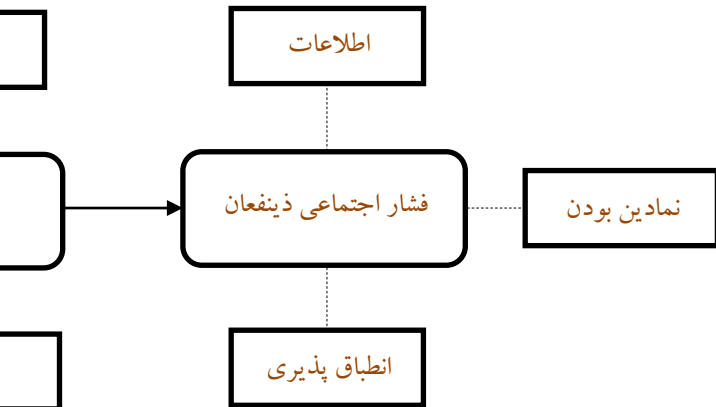 اطلاعات
فشار اجتماعی ذینفعان
نمادین بودن
انطباق پذیری